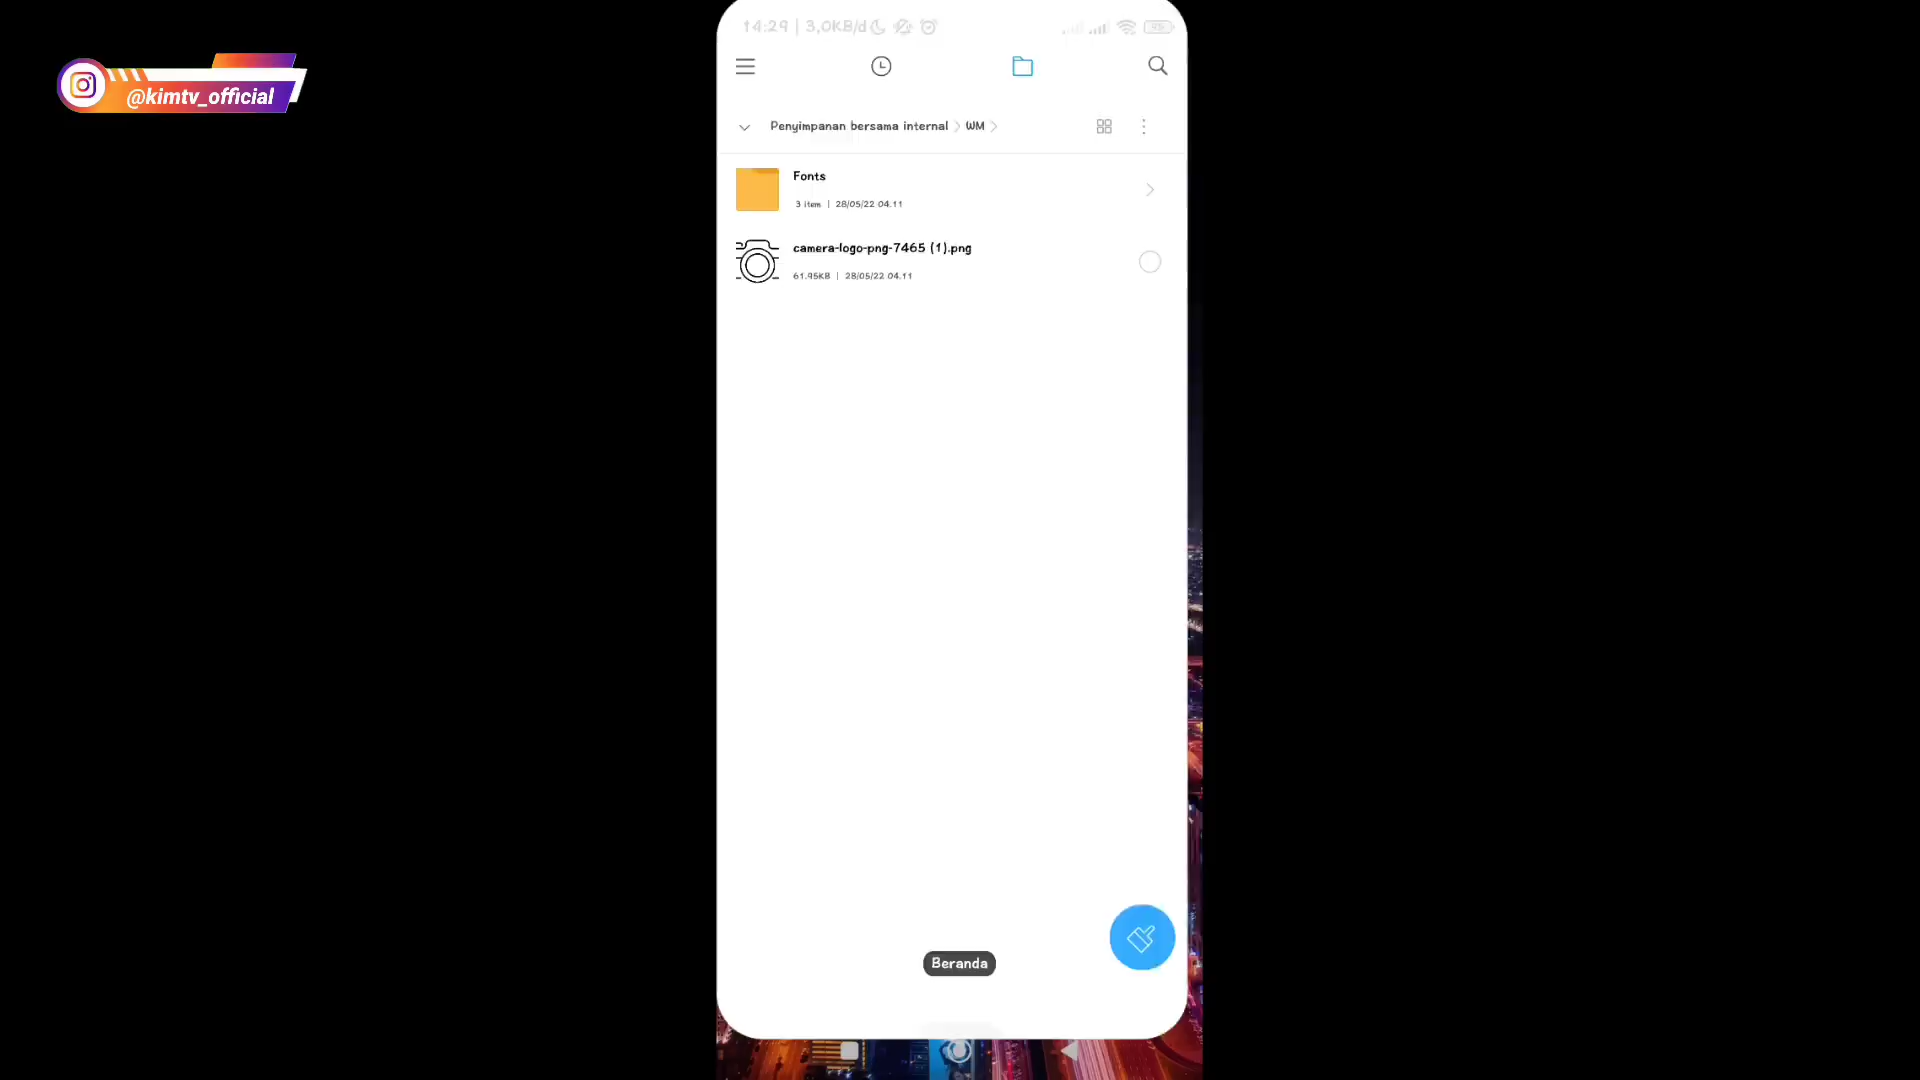 @kimtv_official
14:29 | 3,0KB/d
Penyimpanan bersama internal > WM >
Fonts
3 item | 28/05/22 04.11
camera-logo-png-7465 (1).png
61.95KB | 28/05/22 04.11
Beranda